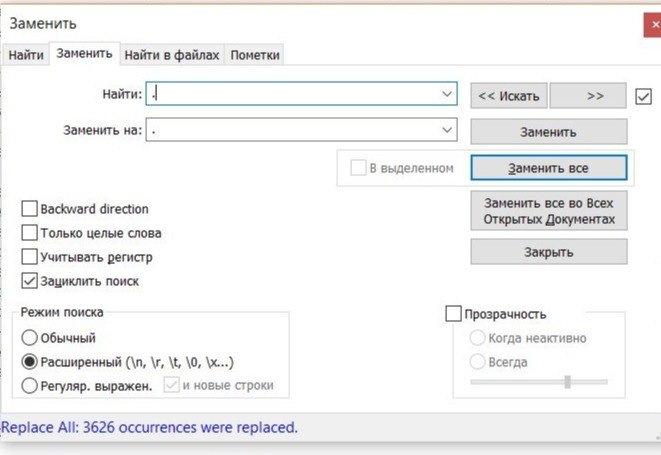 Заменить
Найти Заменить Найти в файлах Пометки
Найти: . << Искать >>
Заменить на: . Заменить
В выделенном Заменить все
Backward direction Заменить все во Всех
Открытых Документах
Только целые слова
Учитывать регистр Закрыть
Зациклить поиск
Режим поиска Прозрачность
Обычный Когда неактивно
Расширенный (\n, \r, \t, \0, \x...) Всегда
Регуляр. выражен. и новые строки
Replace All: 3626 occurrences were replaced.